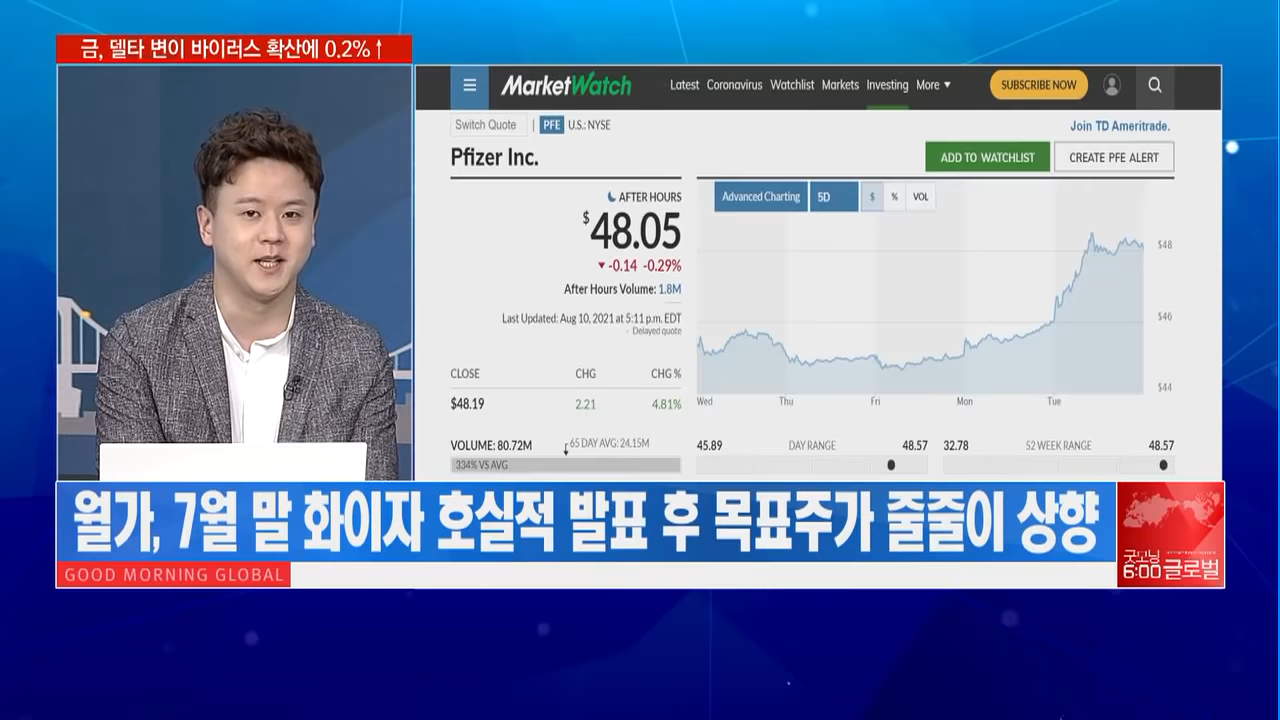 금, 델타 변이 바이러스 확산에 0.2%↑
MarketWatch Latest Coronavirus Watchlist Markets Investing More ▼ SUBSCRIBE NOW
Switch Quote | PFE U.S.: NYSE Join TD Ameritrade.
Pfizer Inc. ADD TO WATCHLIST CREATE PFE ALERT
AFTER HOURS
$48.05
▼ -0.14 -0.29%
After Hours Volume: 1.8M
Last Updated: Aug 10, 2021 at 5:11 p.m. EDT
- Delayed quote
CLOSE CHG CHG %
$48.19 2.21 4.81%
VOLUME: 80.72M 65 DAY AVG: 24.15M
334% VS AVG
Advanced Charting 5D $ % VOL
$48
$46
$44
Wed Thu Fri Mon Tue
45.89 DAY RANGE 48.57 32.78 52 WEEK RANGE 48.57
월가, 7월 말 화이자 호실적 발표 후 목표주가 줄줄이 상향
GOOD MORNING GLOBAL
굿모닝
6:00 글로벌